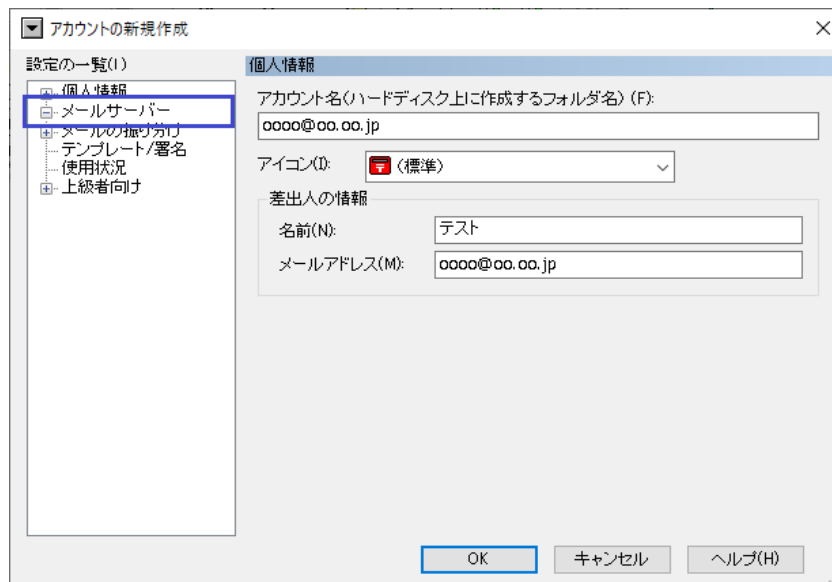 アカウントの新規作成
設定の一覧(I)
個人情報
メールサーバー
メールの振り分け
テンプレート/署名
使用状況
上級者向け
個人情報
アカウント名(ハードディスク上に作成するフォルダ名) (F):
oooo@oo.oo.jp
アイコン(I): (標準)
差出人の情報
名前(N): テスト
メールアドレス(M): oooo@oo.oo.jp
OK キャンセル ヘルプ(H)